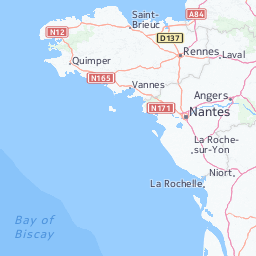 Saint-
Brieuc
A84
N12
D137
Rennes
Laval
Quimper
N165
Vannes
Angers
N171
Nantes
La Roche-
sur-Yon
Niort
La Rochelle
Bay of
Biscay